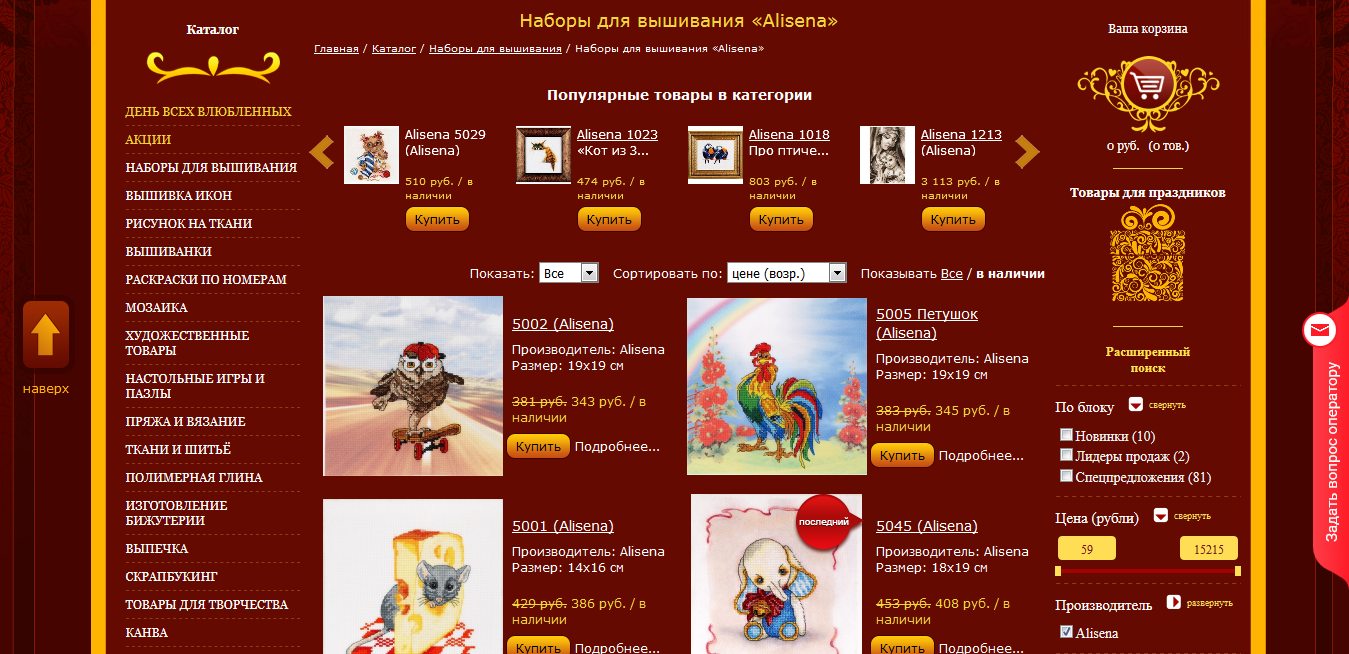 Каталог
ДЕНЬ ВСЕХ ВЛЮБЛЕННЫХ
АКЦИИ
НАБОРЫ ДЛЯ ВЫШИВАНИЯ
ВЫШИВКА ИКОН
РИСУНОК НА ТКАНИ
ВЫШИВАНКИ
РАСКРАСКИ ПО НОМЕРАМ
МОЗАИКА
ХУДОЖЕСТВЕННЫЕ
ТОВАРЫ
НАСТОЛЬНЫЕ ИГРЫ И
ПАЗЛЫ
ПРЯЖА И ВЯЗАНИЕ
ТКАНИ И ШИТЬЁ
ПОЛИМЕРНАЯ ГЛИНА
ИЗГОТОВЛЕНИЕ
БИЖУТЕРИИ
ВЫПЕЧКА
СКРАПБУКИНГ
ТОВАРЫ ДЛЯ ТВОРЧЕСТВА
КАНВА
наверх
Наборы для вышивания «Alisena»
Главная / Каталог / Наборы для вышивания / Наборы для вышивания «Alisena»
Популярные товары в категории
Alisena 5029
(Alisena)
510 руб. / в
наличии
Купить
Alisena 1023
«Кот из З...
474 руб. / в
наличии
Купить
Alisena 1018
Про птиче...
803 руб. / в
наличии
Купить
Alisena 1213
(Alisena)
3 113 руб. / в
наличии
Купить
Показать: Все Сортировать по: цене (возр.) Показывать Все / в наличии
5002 (Alisena)
Производитель: Alisena
Размер: 19x19 см
381 руб. 343 руб. / в
наличии
Купить Подробнее...
5005 Петушок
(Alisena)
Производитель: Alisena
Размер: 19x19 см
383 руб. 345 руб. / в
наличии
Купить Подробнее...
5001 (Alisena)
Производитель: Alisena
Размер: 14x16 см
429 руб. 386 руб. / в
наличии
Купить Подробнее...
последний
5045 (Alisena)
Производитель: Alisena
Размер: 18x19 см
453 руб. 408 руб. / в
наличии
Купить Подробнее...
Ваша корзина
0 руб. (0 тов.)
Товары для праздников
Расширенный
поиск
По блоку свернуть
Новинки (10)
Лидеры продаж (2)
Спецпредложения (81)
Цена (рубли) свернуть
59 15215
Производитель развернуть
Alisena
Задать вопрос оператору